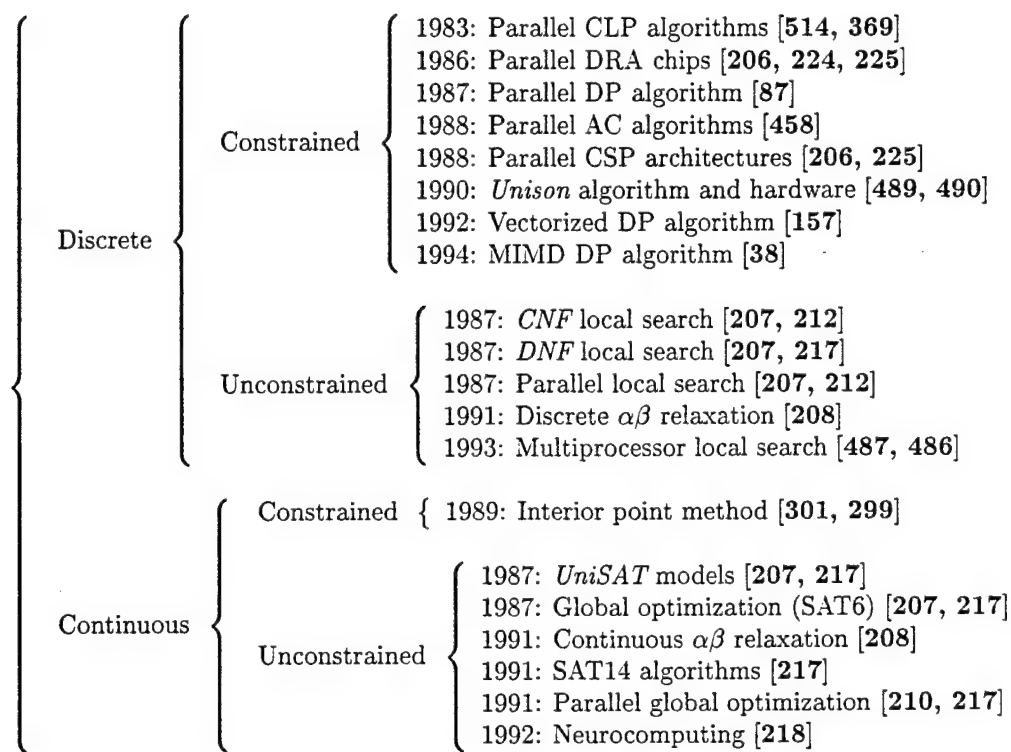 Discrete
Constrained
1983: Parallel CLP algorithms [514, 369]
1986: Parallel DRA chips [206, 224, 225]
1987: Parallel DP algorithm [87]
1988: Parallel AC algorithms [458]
1988: Parallel CSP architectures [206, 225]
1990: Unison algorithm and hardware [489, 490]
1992: Vectorized DP algorithm [157]
1994: MIMD DP algorithm [38]
Unconstrained
1987: CNF local search [207, 212]
1987: DNF local search [207, 217]
1987: Parallel local search [207, 212]
1991: Discrete αβ relaxation [208]
1993: Multiprocessor local search [487, 486]
Continuous
Constrained { 1989: Interior point method [301, 299]
Unconstrained
1987: UniSAT models [207, 217]
1987: Global optimization (SAT6) [207, 217]
1991: Continuous αβ relaxation [208]
1991: SAT14 algorithms [217]
1991: Parallel global optimization [210, 217]
1992: Neurocomputing [218]